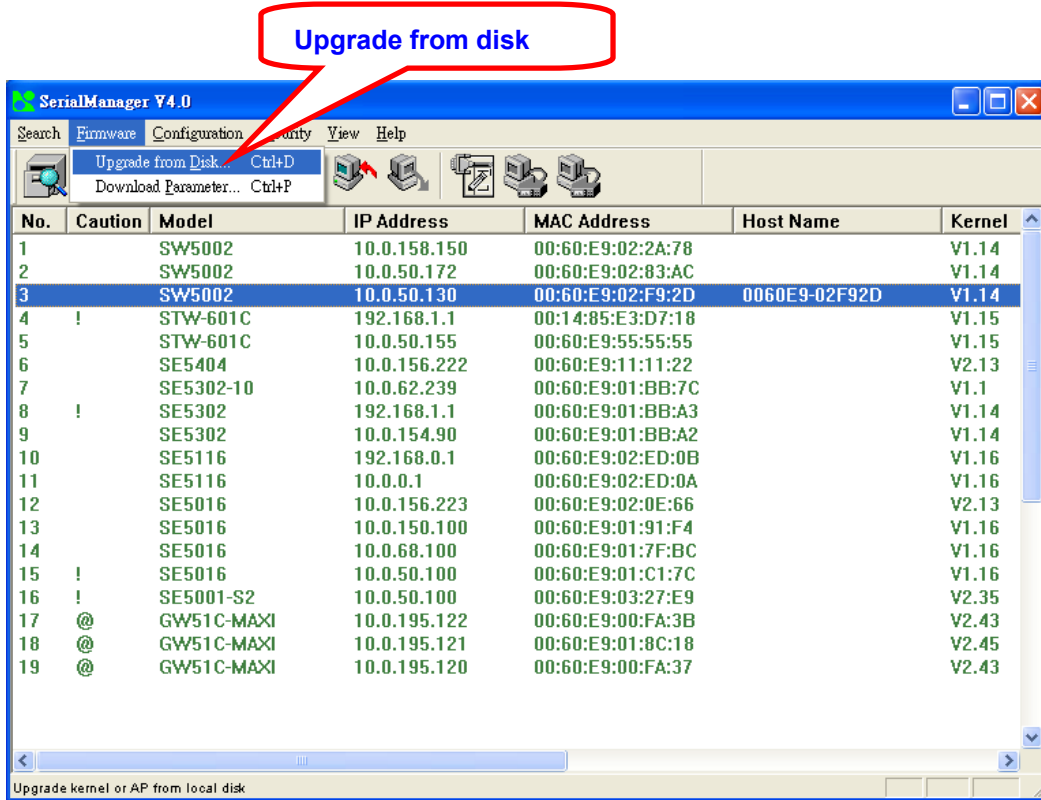 Upgrade from disk
SerialManager V4.0
Search Firmware Configuration urity View Help
Upgrade from Disk... Ctrl+D
Download Parameter... Ctrl+P
No. Caution Model IP Address MAC Address Host Name Kernel
1 SW5002 10.0.158.150 00:60:E9:02:2A:78 V1.14
2 SW5002 10.0.50.172 00:60:E9:02:83:AC V1.14
3 SW5002 10.0.50.130 00:60:E9:02:F9:2D 0060E9-02F92D V1.14
4 ! STW-601C 192.168.1.1 00:14:85:E3:D7:18 V1.15
5 STW-601C 10.0.50.155 00:60:E9:55:55:55 V1.15
6 SE5404 10.0.156.222 00:60:E9:11:11:22 V2.13
7 SE5302-10 10.0.62.239 00:60:E9:01:BB:7C V1.1
8 ! SE5302 192.168.1.1 00:60:E9:01:BB:A3 V1.14
9 SE5302 10.0.154.90 00:60:E9:01:BB:A2 V1.14
10 SE5116 192.168.0.1 00:60:E9:02:ED:0B V1.16
11 SE5116 10.0.0.1 00:60:E9:02:ED:0A V1.16
12 SE5016 10.0.156.223 00:60:E9:02:0E:66 V2.13
13 SE5016 10.0.150.100 00:60:E9:01:91:F4 V1.16
14 SE5016 10.0.68.100 00:60:E9:01:7F:BC V1.16
15 ! SE5016 10.0.50.100 00:60:E9:01:C1:7C V1.16
16 ! SE5001-S2 10.0.50.100 00:60:E9:03:27:E9 V2.35
17 @ GW51C-MAXI 10.0.195.122 00:60:E9:00:FA:3B V2.43
18 @ GW51C-MAXI 10.0.195.121 00:60:E9:01:8C:18 V2.45
19 @ GW51C-MAXI 10.0.195.120 00:60:E9:00:FA:37 V2.43
Upgrade kernel or AP from local disk